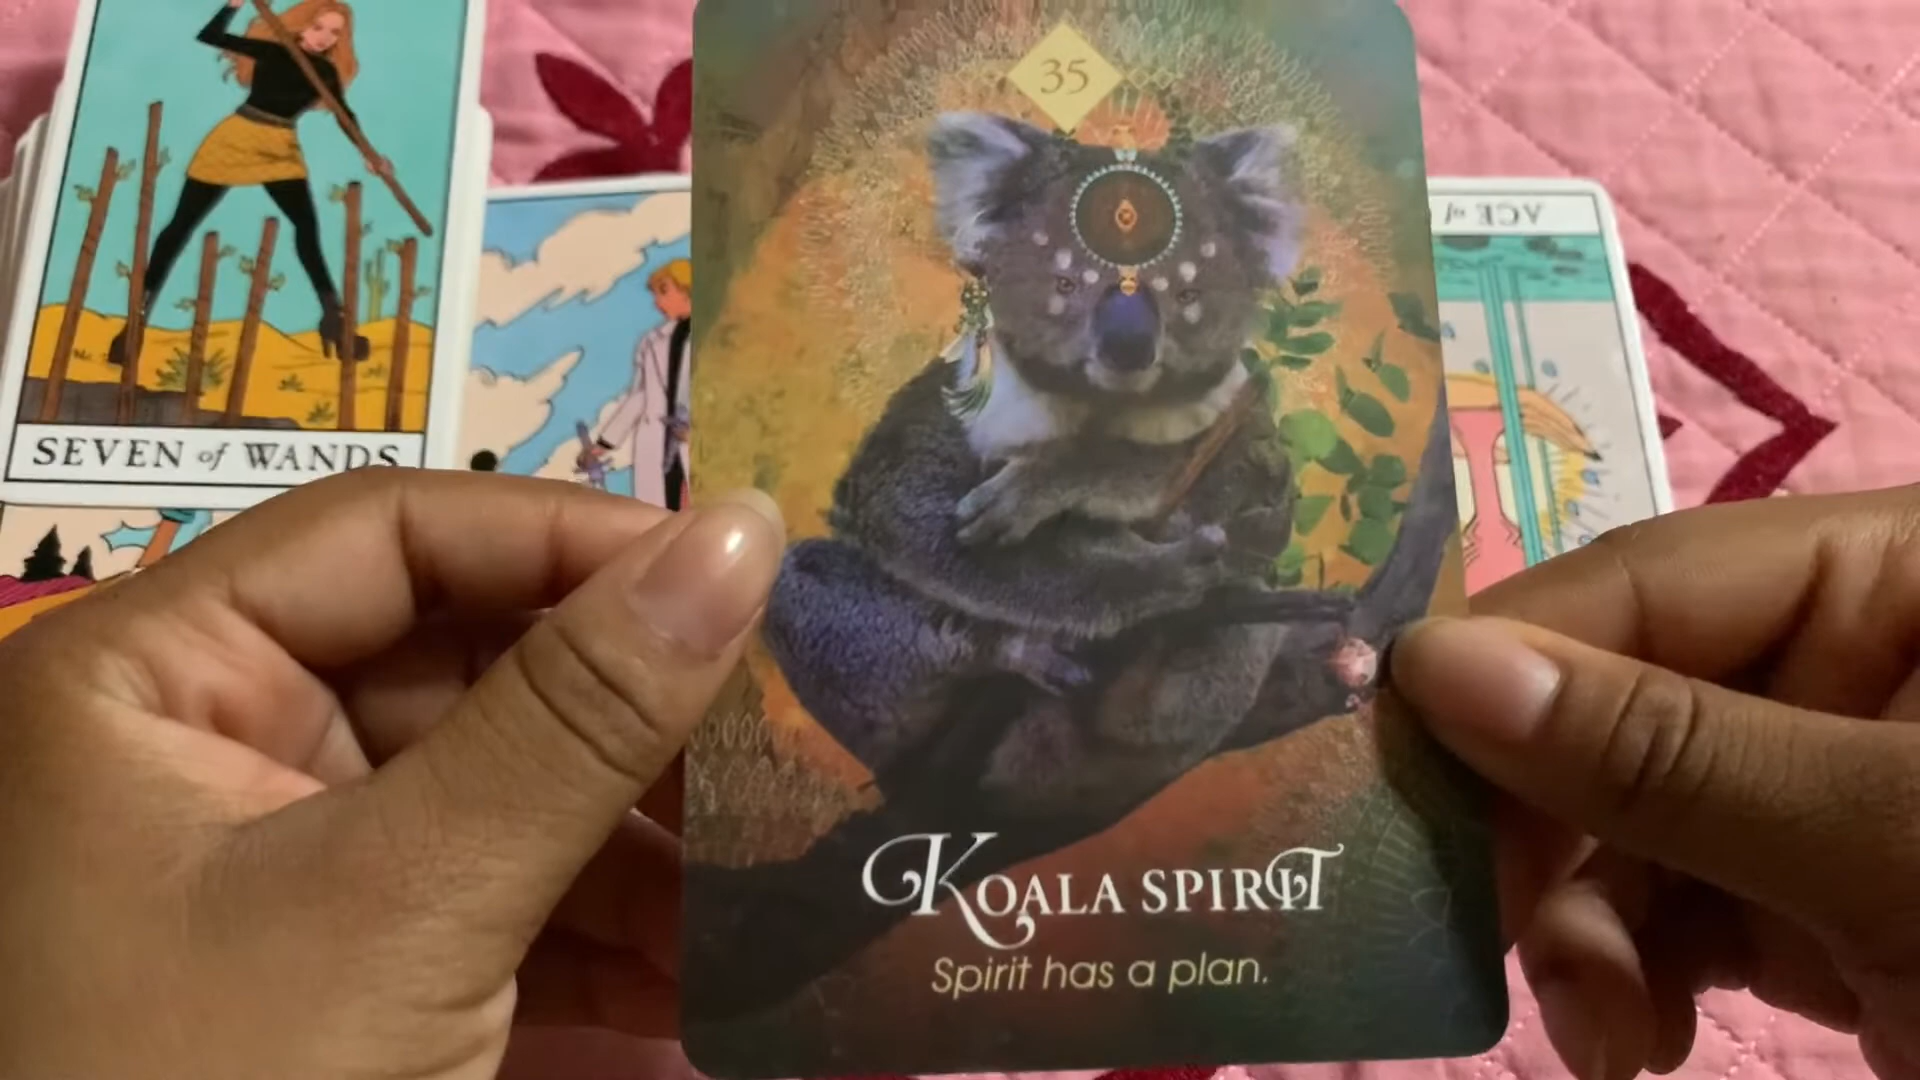 35
ACE of
SEVEN of WANDS
KOALA SPIRIT
Spirit has a plan.